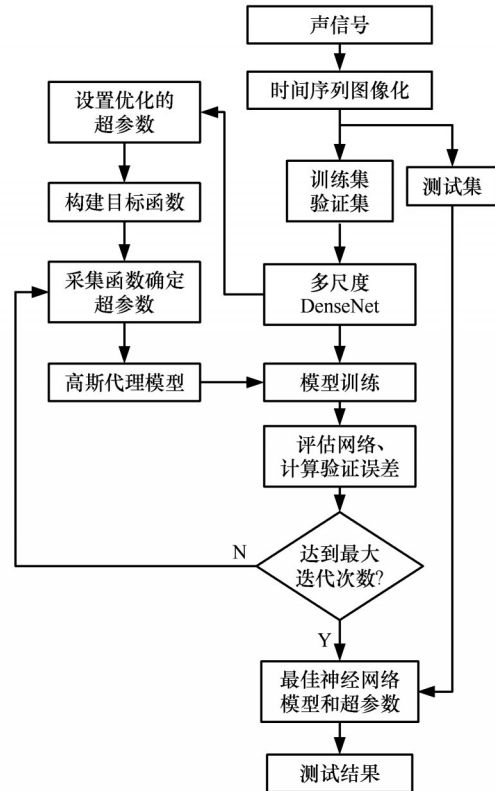 声信号
时间序列图像化
设置优化的
超参数
训练集
验证集
测试集
构建目标函数
采集函数确定
超参数
多尺度
DenseNet
高斯代理模型
模型训练
评估网络、
计算验证误差
N
达到最大
迭代次数?
Y
最佳神经网络
模型和超参数
测试结果